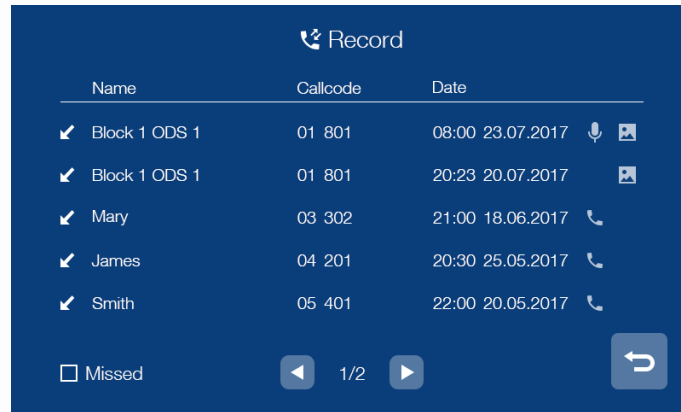 Record
Name Callcode Date
Block 1 ODS 1 01 801 08:00 23.07.2017
Block 1 ODS 1 01 801 20:23 20.07.2017
Mary 03 302 21:00 18.06.2017
James 04 201 20:30 25.05.2017
Smith 05 401 22:00 20.05.2017
Missed 1/2